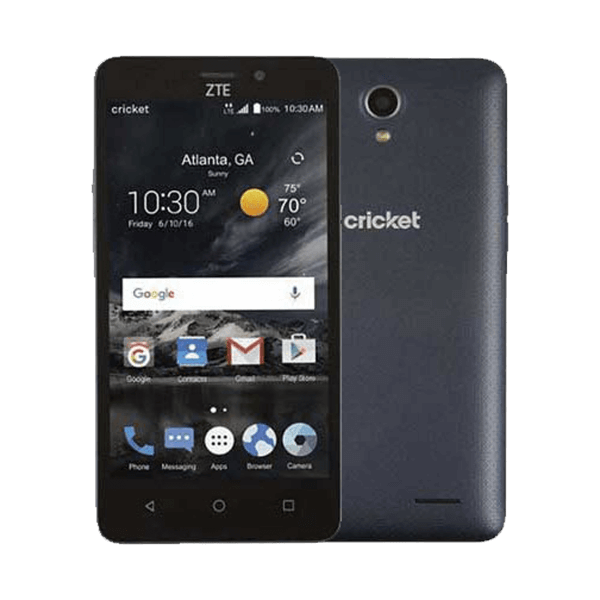 ZTE
cricket LTE 100% 10:30AM
Atlanta, GA
Sunny
10:30 AM 75°
70°
Friday 6/10/16 60°
cricket
Google
Google Contacts Gmail Play Store
Phone Messaging Apps Browser Camera